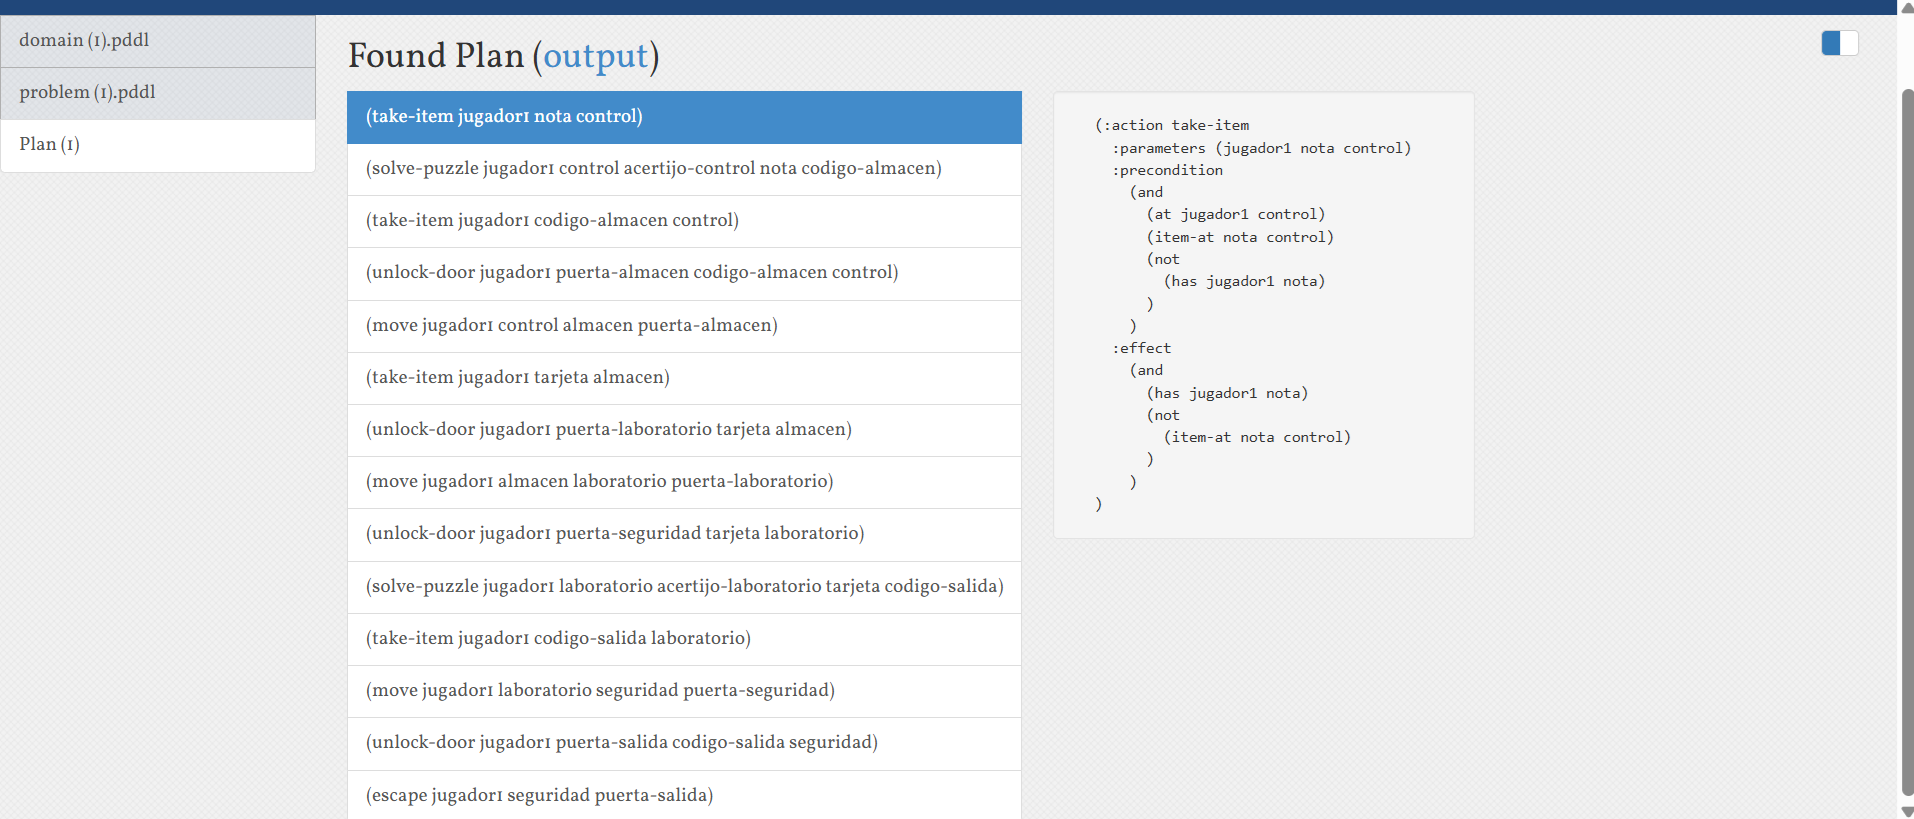 domain (1).pddl
problem (1).pddl
Plan (1)
Found Plan (output)
(take-item jugador1 nota control)
(solve-puzzle jugador1 control acertijo-control nota codigo-almacen)
(take-item jugador1 codigo-almacen control)
(unlock-door jugador1 puerta-almacen codigo-almacen control)
(move jugador1 control almacen puerta-almacen)
(take-item jugador1 tarjeta almacen)
(unlock-door jugador1 puerta-laboratorio tarjeta almacen)
(move jugador1 almacen laboratorio puerta-laboratorio)
(unlock-door jugador1 puerta-seguridad tarjeta laboratorio)
(solve-puzzle jugador1 laboratorio acertijo-laboratorio tarjeta codigo-salida)
(take-item jugador1 codigo-salida laboratorio)
(move jugador1 laboratorio seguridad puerta-seguridad)
(unlock-door jugador1 puerta-salida codigo-salida seguridad)
(escape jugador1 seguridad puerta-salida)
(:action take-item
:parameters (jugador1 nota control)
:precondition
(and
(at jugador1 control)
(item-at nota control)
(not
(has jugador1 nota)
)
)
:effect
(and
(has jugador1 nota)
(not
(item-at nota control)
)
)
)